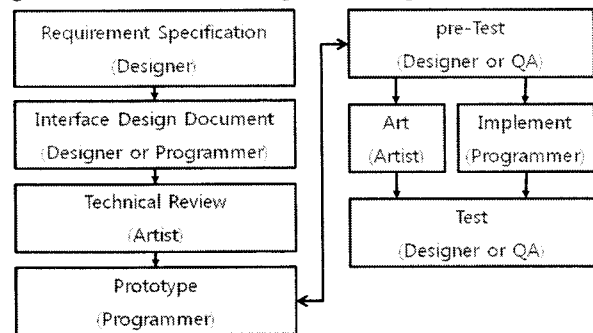 Requirement Specification
(Designer)
Interface Design Document
(Designer or Programmer)
Technical Review
(Artist)
Prototype
(Programmer)
pre-Test
(Designer or QA)
Art
(Artist)
Implement
(Programmer)
Test
(Designer or QA)